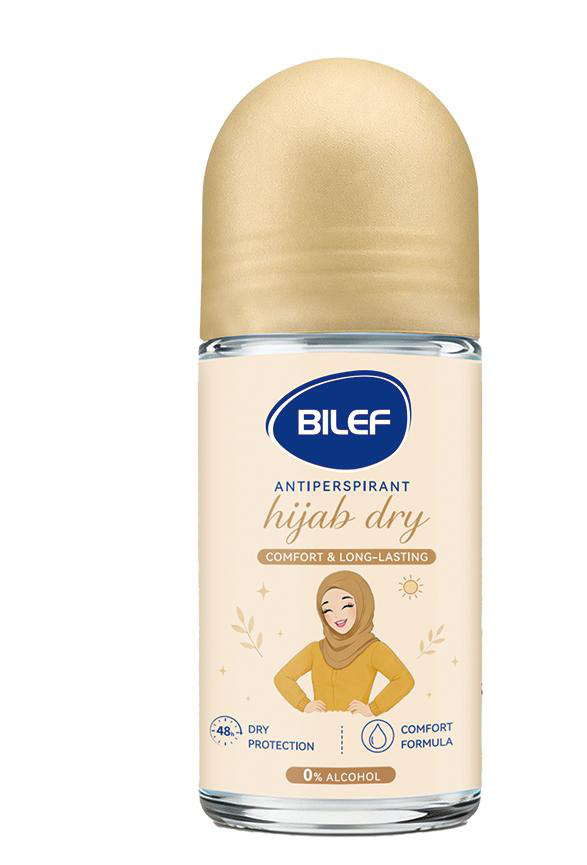 BILEF
ANTIPERSPIRANT
hijab dry
COMFORT & LONG-LASTING
48h DRY
PROTECTION
COMFORT
FORMULA
0% ALCOHOL